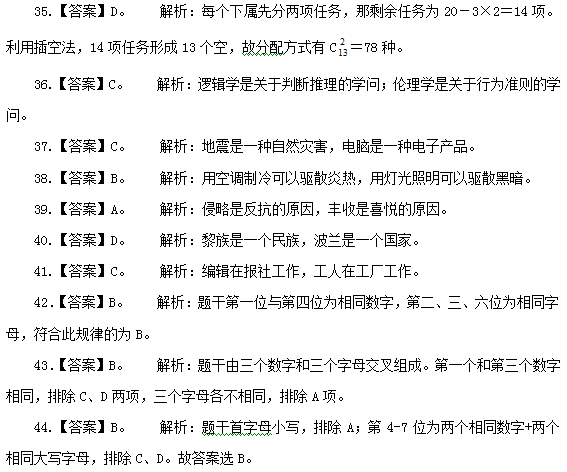 35.【答案】D。 解析：每个下属先分两项任务，那剩余任务为 20－3×2＝14 项。
利用插空法，14 项任务形成 13 个空，故分配方式有 C²₁₃＝78 种。
36.【答案】C。 解析：逻辑学是关于判断推理的学问；伦理学是关于行为准则的学
问。
37.【答案】C。 解析：地震是一种自然灾害，电脑是一种电子产品。
38.【答案】B。 解析：用空调制冷可以驱散炎热，用灯光照明可以驱散黑暗。
39.【答案】A。 解析：侵略是反抗的原因，丰收是喜悦的原因。
40.【答案】D。 解析：黎族是一个民族，波兰是一个国家。
41.【答案】C。 解析：编辑在报社工作，工人在工厂工作。
42.【答案】B。 解析：题干第一位与第四位为相同数字，第二、三、六位为相同字
母，符合此规律的为 B。
43.【答案】B。 解析：题干由三个数字和三个字母交叉组成。第一个和第三个数字
相同，排除 C、D 两项，三个字母各不相同，排除 A 项。
44.【答案】B。 解析：题干首字母小写，排除 A；第 4-7 位为两个相同数字+两个
相同大写字母，排除 C、D。故答案选 B。